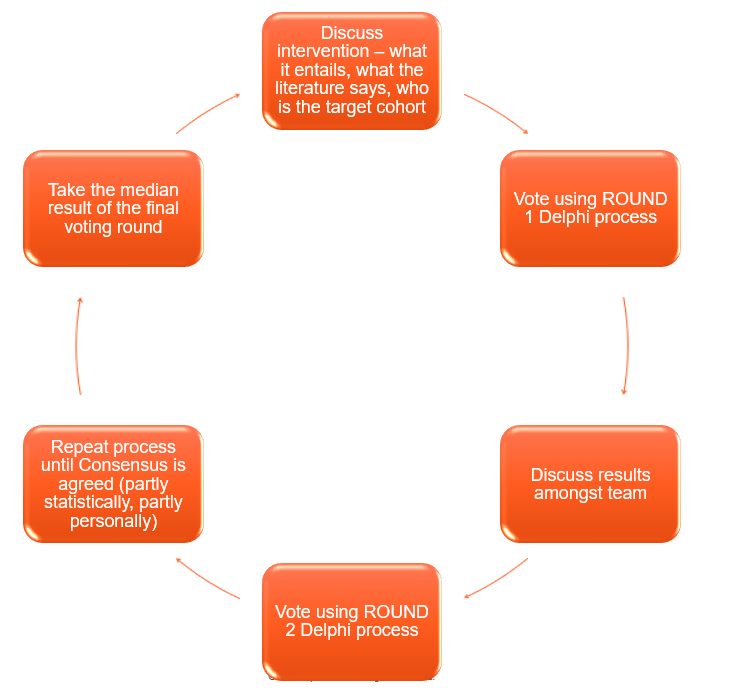 Discuss
intervention – what
it entails, what the
literature says, who
is the target cohort
Vote using ROUND
1 Delphi process
Discuss results
amongst team
Vote using ROUND
2 Delphi process
Repeat process
until Consensus is
agreed (partly
statistically, partly
personally)
Take the median
result of the final
voting round